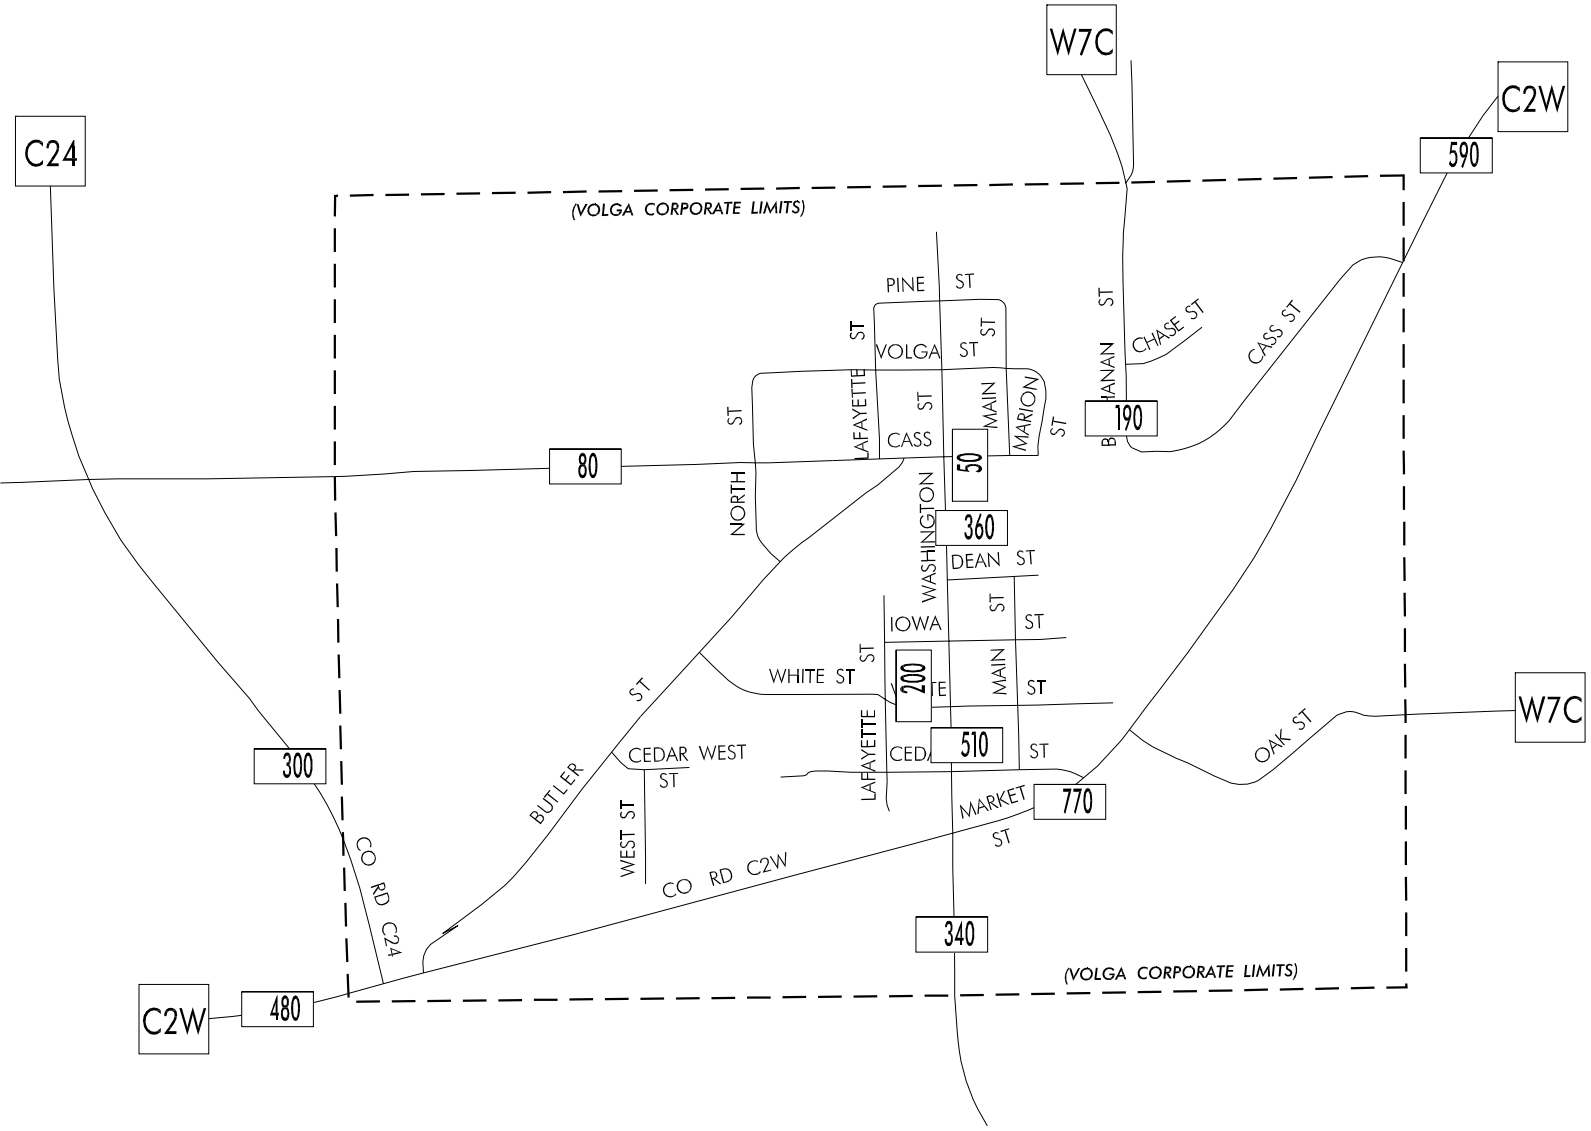 W7C
C2W
590
C24
(VOLGA CORPORATE LIMITS)
PINE ST
LAFAYETTE ST
VOLGA ST
MAIN ST
MARION ST
CHASE ST
CASS ST
190
ST
CASS
80
50
NORTH ST
WASHINGTON ST
360
DEAN ST
IOWA ST
MAIN ST
200
WHITE ST
ST
LAFAYETTE ST
510
ST
CEDAR WEST ST
WEST ST
BUTLER ST
OAK ST
W7C
300
MARKET ST
770
CO RD C2W
CO RD C24
340
(VOLGA CORPORATE LIMITS)
C2W
480